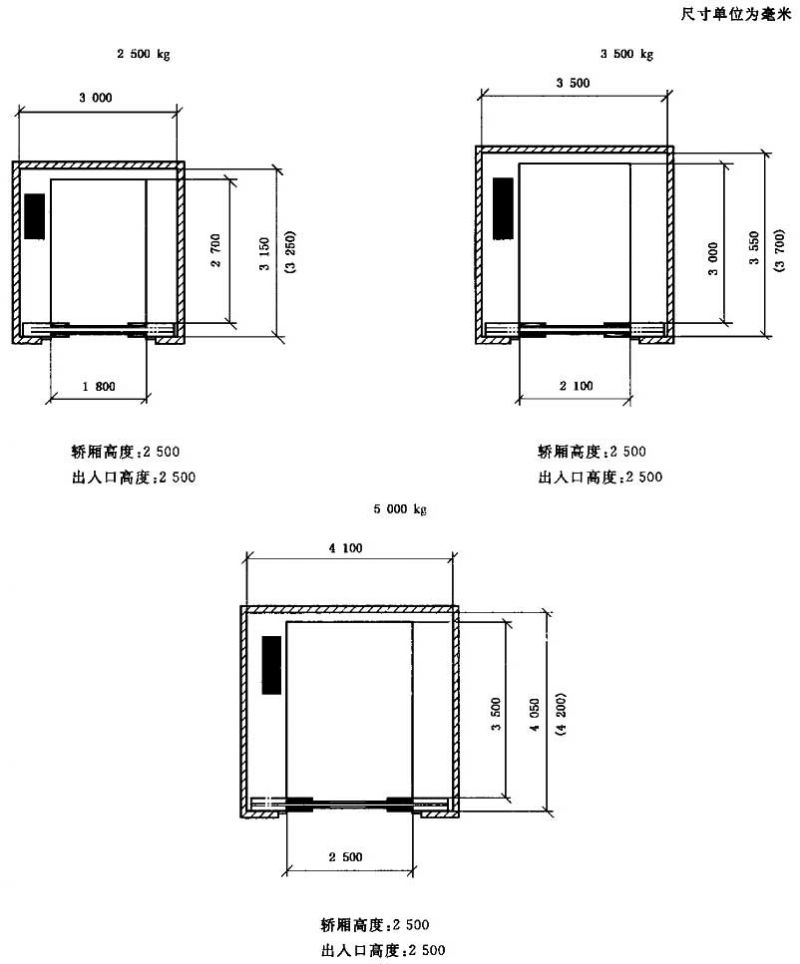 尺寸单位为毫米
2 500 kg
3 000
2 700
3 150
(3 250)
1 800
轿厢高度:2 500
出入口高度:2 500
3 500 kg
3 500
3 000
3 550
(3 700)
2 100
轿厢高度:2 500
出入口高度:2 500
5 000 kg
4 100
3 500
4 050
(4 200)
2 500
轿厢高度:2 500
出入口高度:2 500